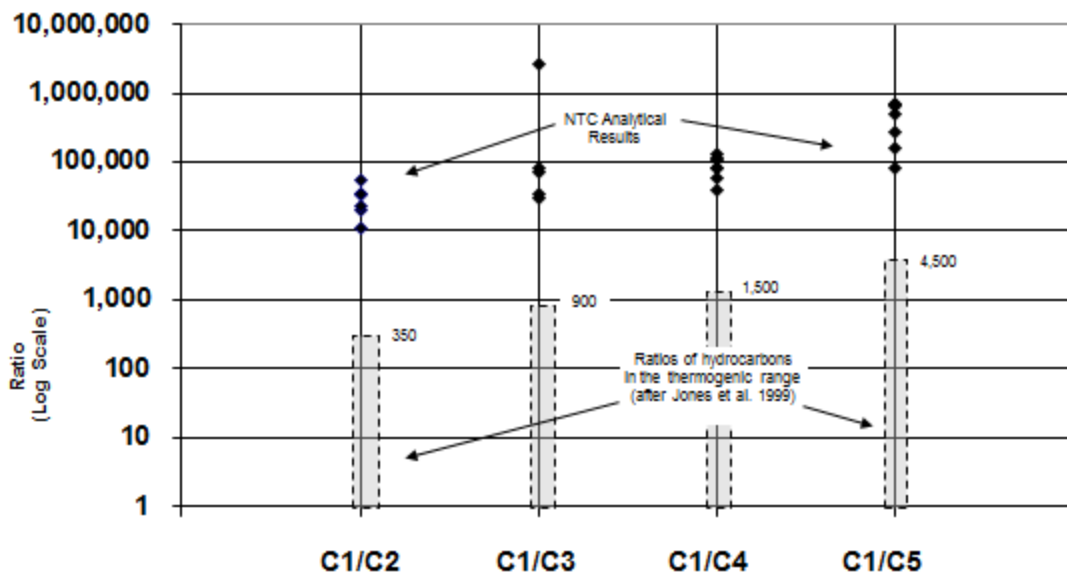 10,000,000
1,000,000
100,000
10,000
1,000
100
10
1
Ratio
(Log Scale)
NTC Analytical
Results
350
900
1,500
4,500
Ratios of hydrocarbons
in the thermogenic range
(after Jones et al. 1999)
C1/C2
C1/C3
C1/C4
C1/C5